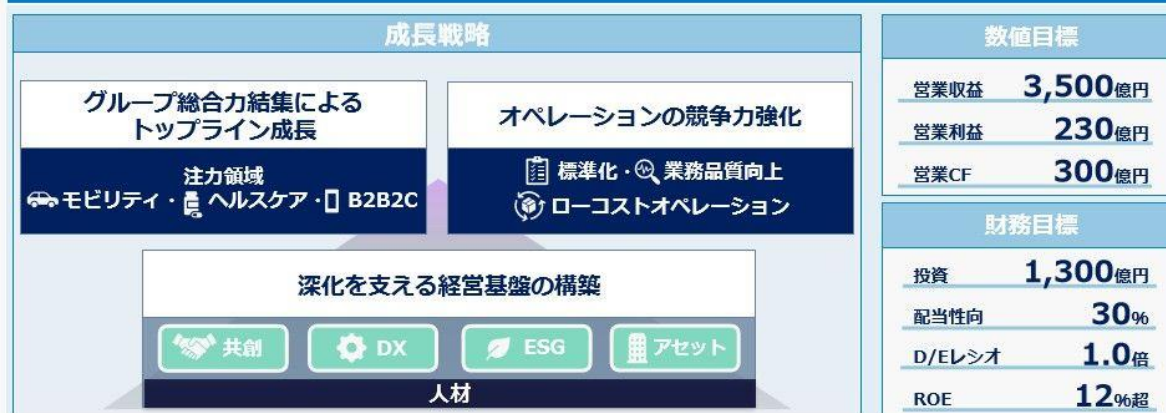 成長戦略
グループ総合力結集による
トップライン成長
注力領域
モビリティ・ヘルスケア・B2B2C
オペレーションの競争力強化
標準化・業務品質向上
ローコストオペレーション
深化を支える経営基盤の構築
共創 DX ESG アセット
人材
数値目標
営業収益 3,500億円
営業利益 230億円
営業CF 300億円
財務目標
投資 1,300億円
配当性向 30%
D/Eレシオ 1.0倍
ROE 12%超